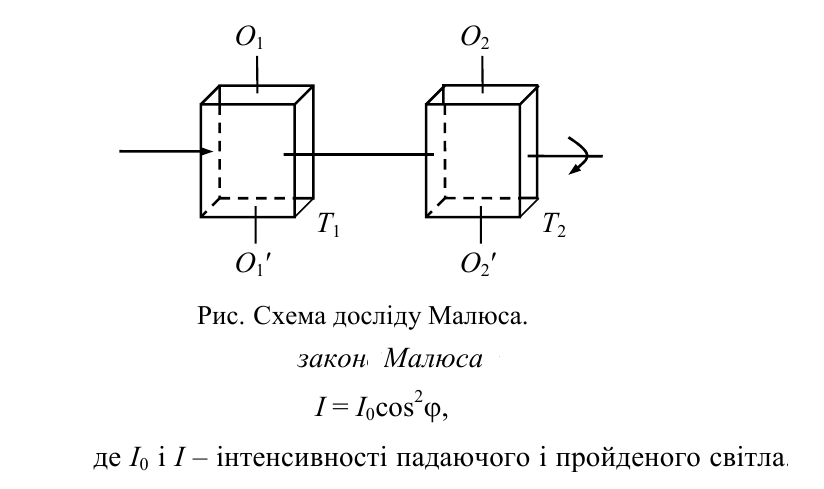 O₁ O₂
T₁ T₂
O₁′ O₂′
Рис. Схема досліду Малюса.
закон Малюса
I = I₀cos²φ,
де I₀ і I – інтенсивності падаючого і пройденого світла.